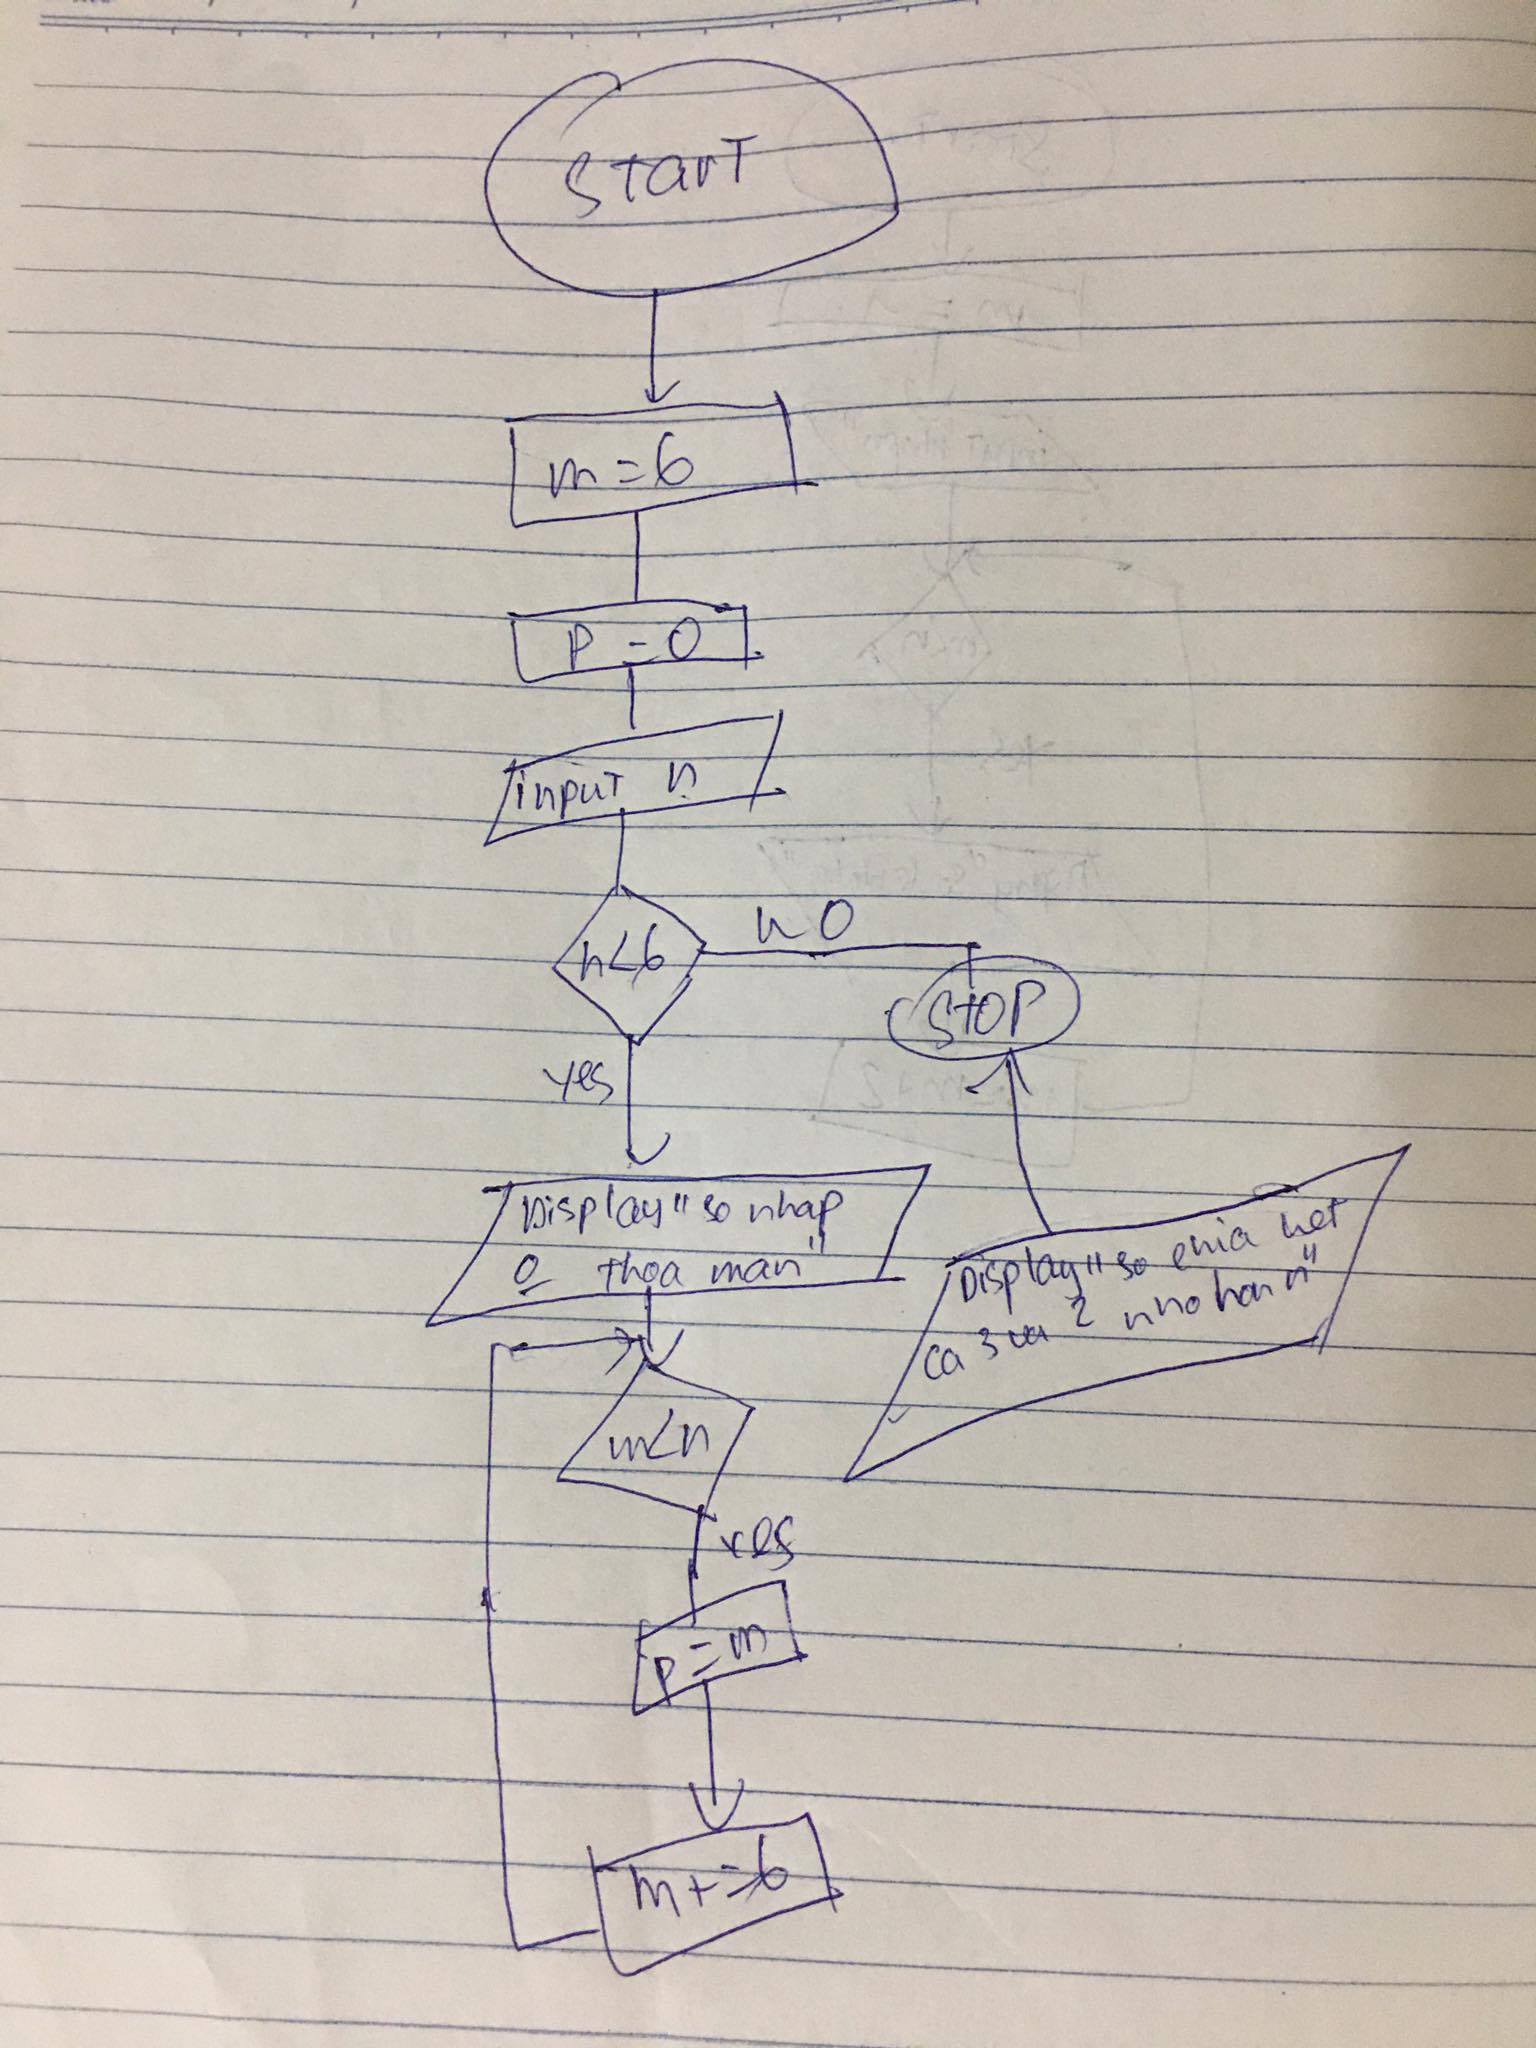 START
m=6
P=0
input n
n<6
no
STOP
yes
Display "so nhap
o thoa man"
Display "so chia het
ca 3 va 2 nho hon n"
m<n
yes
p=m
m+=6